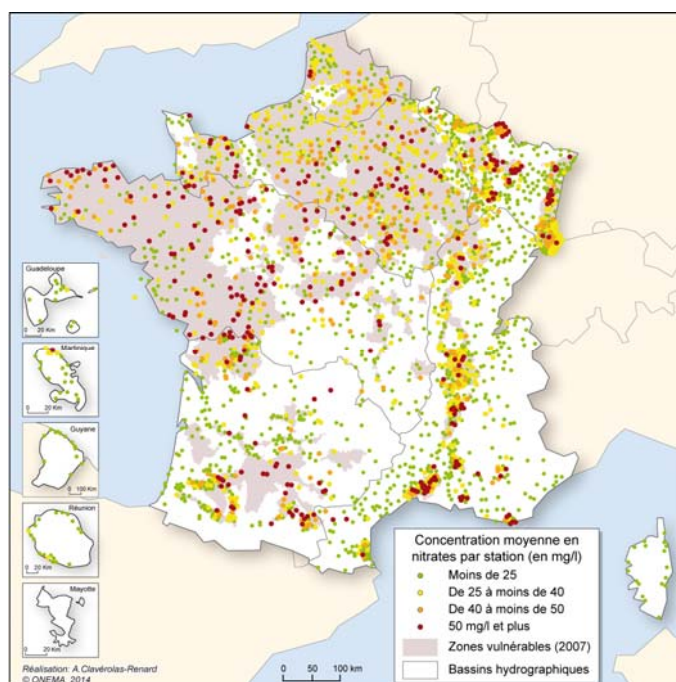 Guadeloupe
0 20 Km
Martinique
0 20 Km
Guyane
0 100 Km
Réunion
0 20 Km
Mayotte
0 20 Km
Concentration moyenne en
nitrates par station (en mg/l)
Moins de 25
De 25 à moins de 40
De 40 à moins de 50
50 mg/l et plus
Zones vulnérables (2007)
Bassins hydrographiques
Réalisation: A.Clavérolas-Renard
© ONEMA, 2014
0 50 100 km